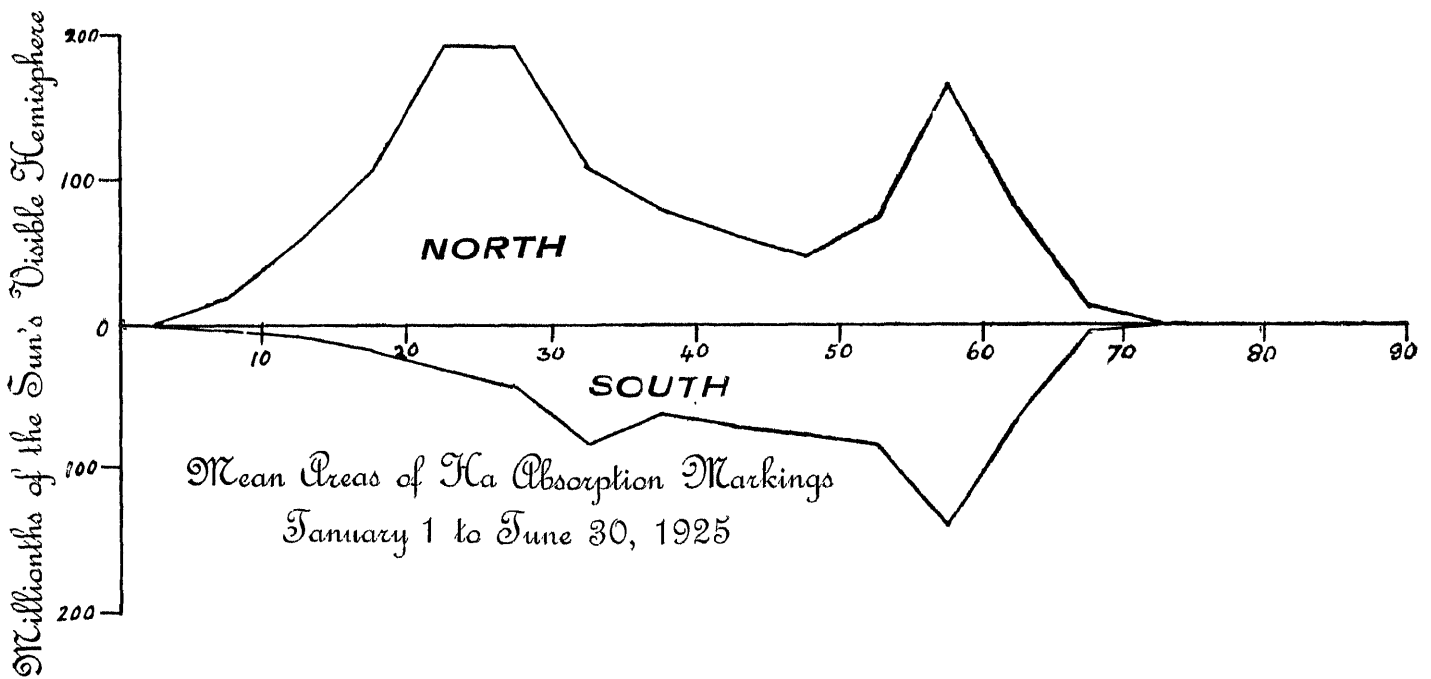 Millionths of the Sun's Visible Hemisphere
200
100
NORTH
0
10 20 30 40 50 60 70 80 90
SOUTH
100
Mean Areas of Ha Absorption Markings
January 1 to June 30, 1925
200